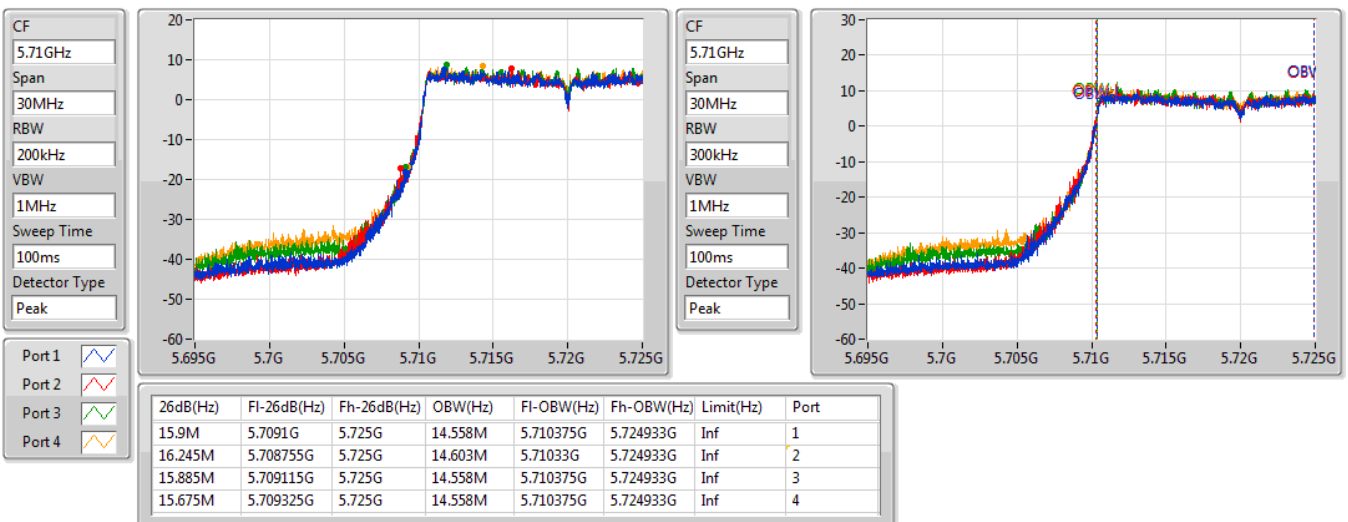 CF
5.71GHz
Span
30MHz
RBW
200kHz
VBW
1MHz
Sweep Time
100ms
Detector Type
Peak
20
10
0
-10
-20
-30
-40
-50
-60
5.695G 5.7G 5.705G 5.71G 5.715G 5.72G 5.725G
CF
5.71GHz
Span
30MHz
RBW
300kHz
VBW
1MHz
Sweep Time
100ms
Detector Type
Peak
30
20
10
0
-10
-20
-30
-40
-50
-60
5.695G 5.7G 5.705G 5.71G 5.715G 5.72G 5.725G
Port 1
Port 2
Port 3
Port 4
26dB(Hz) Fl-26dB(Hz) Fh-26dB(Hz) OBW(Hz) Fl-OBW(Hz) Fh-OBW(Hz) Limit(Hz) Port
15.9M 5.7091G 5.725G 14.558M 5.710375G 5.724933G Inf 1
16.245M 5.708755G 5.725G 14.603M 5.71033G 5.724933G Inf 2
15.885M 5.709115G 5.725G 14.558M 5.710375G 5.724933G Inf 3
15.675M 5.709325G 5.725G 14.558M 5.710375G 5.724933G Inf 4